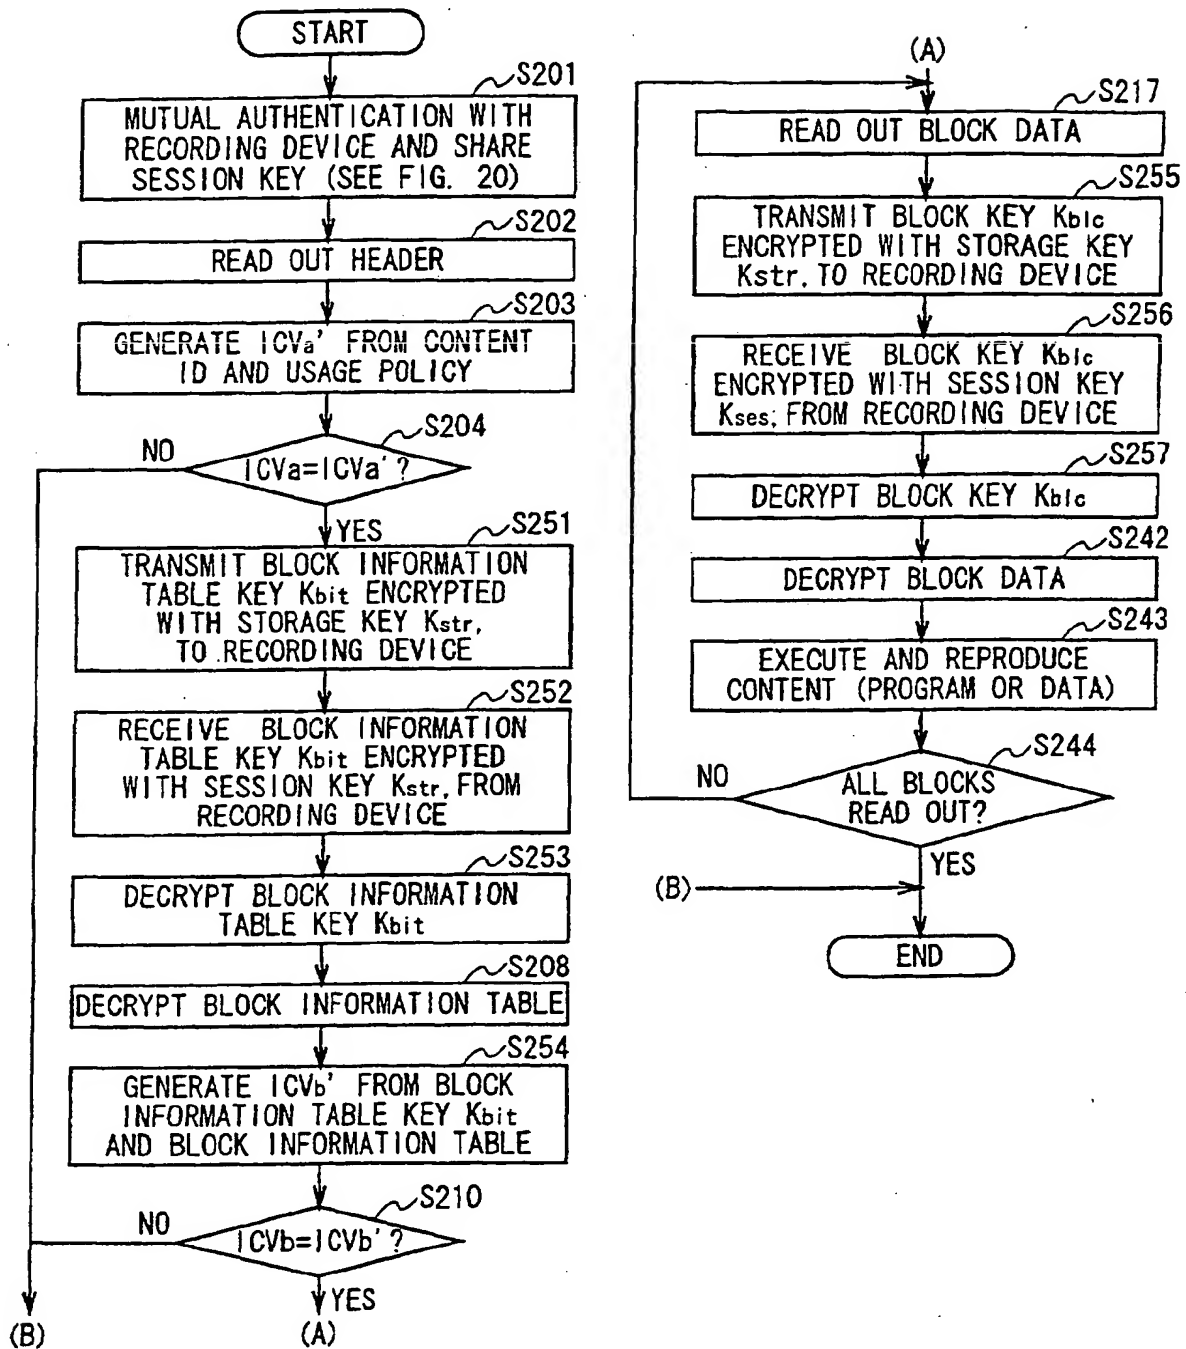 START
S201
MUTUAL AUTHENTICATION WITH
RECORDING DEVICE AND SHARE
SESSION KEY (SEE FIG. 20)
S202
READ OUT HEADER
S203
GENERATE ICVa' FROM CONTENT
ID AND USAGE POLICY
S204
NO
ICVa=ICVa'?
YES
S251
TRANSMIT BLOCK INFORMATION
TABLE KEY Kbit ENCRYPTED
WITH STORAGE KEY Kstr,
TO RECORDING DEVICE
S252
RECEIVE BLOCK INFORMATION
TABLE KEY Kbit ENCRYPTED
WITH SESSION KEY Kstr, FROM
RECORDING DEVICE
S253
DECRYPT BLOCK INFORMATION
TABLE KEY Kbit
S208
DECRYPT BLOCK INFORMATION TABLE
S254
GENERATE ICVb' FROM BLOCK
INFORMATION TABLE KEY Kbit
AND BLOCK INFORMATION TABLE
S210
NO
ICVb=ICVb'?
YES
(B)
(A)
(A)
S217
READ OUT BLOCK DATA
S255
TRANSMIT BLOCK KEY Kblc
ENCRYPTED WITH STORAGE KEY
Kstr, TO RECORDING DEVICE
S256
RECEIVE BLOCK KEY Kblc
ENCRYPTED WITH SESSION KEY
Kses, FROM RECORDING DEVICE
S257
DECRYPT BLOCK KEY Kblc
S242
DECRYPT BLOCK DATA
S243
EXECUTE AND REPRODUCE
CONTENT (PROGRAM OR DATA)
S244
NO
ALL BLOCKS
READ OUT?
YES
(B)
END